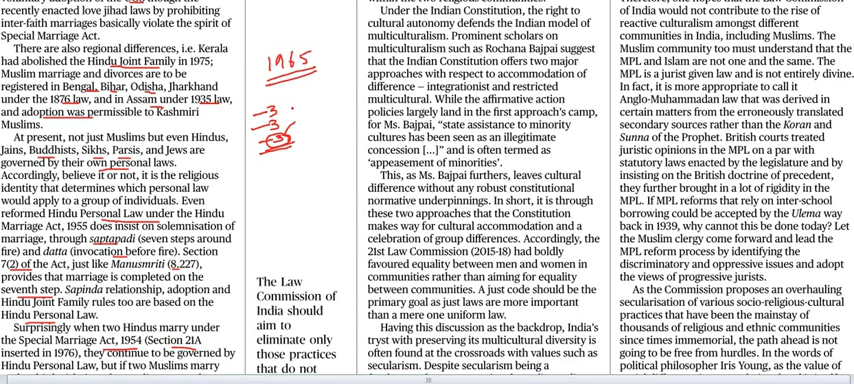 recently enacted love jihad laws by prohibiting
inter-faith marriages basically violate the spirit of
Special Marriage Act.
There are also regional differences, i.e. Kerala
had abolished the Hindu Joint Family in 1975;
Muslim marriage and divorces are to be
registered in Bengal, Bihar, Odisha, Jharkhand
under the 1876 law, and in Assam under 1935 law,
and adoption was permissible to Kashmiri
Muslims.
At present, not just Muslims but even Hindus,
Jains, Buddhists, Sikhs, Parsis, and Jews are
governed by their own personal laws.
Accordingly, believe it or not, it is the religious
identity that determines which personal law
would apply to a group of individuals. Even
reformed Hindu Personal Law under the Hindu
Marriage Act, 1955 does insist on solemnisation of
marriage, through saptapadi (seven steps around
fire) and datta (invocation before fire). Section
7(2) of the Act, just like Manusmriti (8,227),
provides that marriage is completed on the
seventh step. Sapinda relationship, adoption and
Hindu Joint Family rules too are based on the
Hindu Personal Law.
Surprisingly when two Hindus marry under
the Special Marriage Act, 1954 (Section 21A
inserted in 1976), they continue to be governed by
Hindu Personal Law, but if two Muslims marry
1965
-3
-3
-3
The Law
Commission of
India should
aim to
eliminate only
those practices
that do not
Under the Indian Constitution, the right to
cultural autonomy defends the Indian model of
multiculturalism. Prominent scholars on
multiculturalism such as Rochana Bajpai suggest
that the Indian Constitution offers two major
approaches with respect to accommodation of
difference – integrationist and restricted
multicultural. While the affirmative action
policies largely land in the first approach's camp,
for Ms. Bajpai, “state assistance to minority
cultures has been seen as an illegitimate
concession [...]” and is often termed as
‘appeasement of minorities’.
This, as Ms. Bajpai furthers, leaves cultural
difference without any robust constitutional
normative underpinnings. In short, it is through
these two approaches that the Constitution
makes way for cultural accommodation and a
celebration of group differences. Accordingly, the
21st Law Commission (2015-18) had boldly
favoured equality between men and women in
communities rather than aiming for equality
between communities. A just code should be the
primary goal as just laws are more important
than a mere one uniform law.
Having this discussion as the backdrop, India's
tryst with preserving its multicultural diversity is
often found at the crossroads with values such as
secularism. Despite secularism being a
of India would not contribute to the rise of
reactive culturalism amongst different
communities in India, including Muslims. The
Muslim community too must understand that the
MPL and Islam are not one and the same. The
MPL is a jurist given law and is not entirely divine.
In fact, it is more appropriate to call it
Anglo-Muhammadan law that was derived in
certain matters from the erroneously translated
secondary sources rather than the Koran and
Sunna of the Prophet. British courts treated
juristic opinions in the MPL on a par with
statutory laws enacted by the legislature and by
insisting on the British doctrine of precedent,
they further brought in a lot of rigidity in the
MPL. If MPL reforms that rely on inter-school
borrowing could be accepted by the Ulema way
back in 1939, why cannot this be done today? Let
the Muslim clergy come forward and lead the
MPL reform process by identifying the
discriminatory and oppressive issues and adopt
the views of progressive jurists.
As the Commission proposes an overhauling
secularisation of various socio-religious-cultural
practices that have been the mainstay of
thousands of religious and ethnic communities
since times immemorial, the path ahead is not
going to be free from hurdles. In the words of
political philosopher Iris Young, as the value of